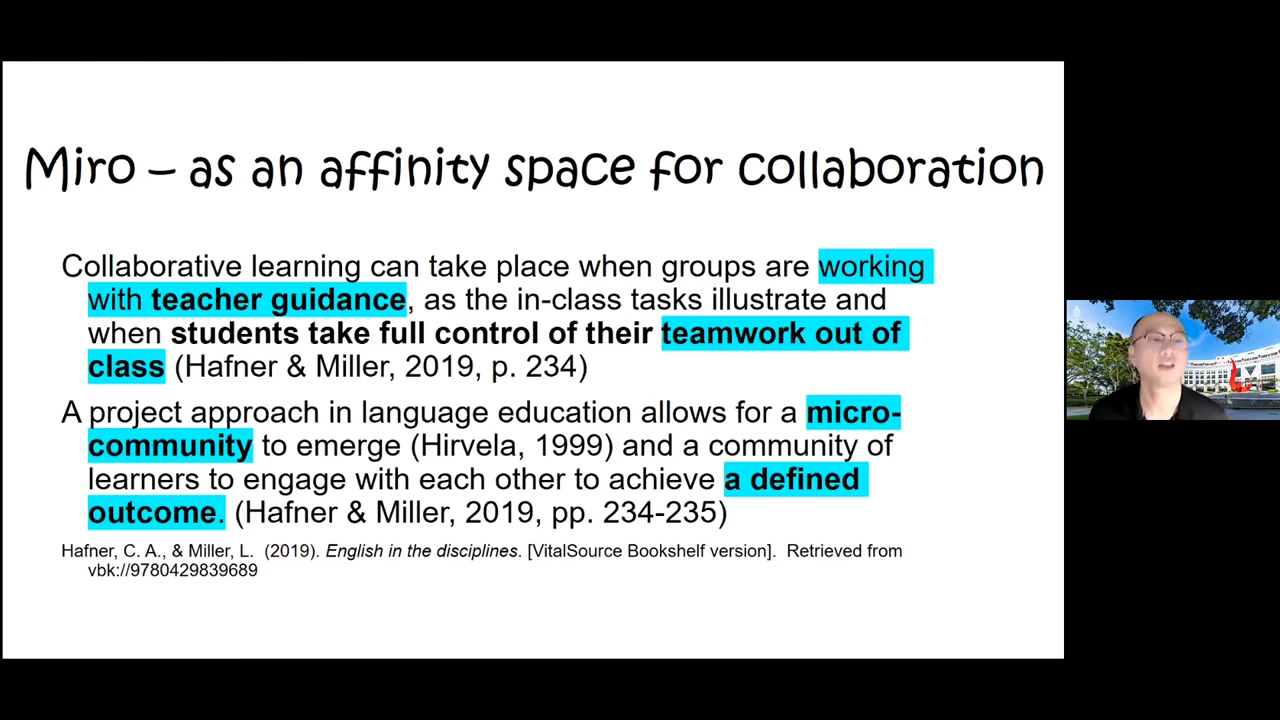 Miro – as an affinity space for collaboration
Collaborative learning can take place when groups are working
with teacher guidance, as the in-class tasks illustrate and
when students take full control of their teamwork out of
class (Hafner & Miller, 2019, p. 234)
A project approach in language education allows for a micro-
community to emerge (Hirvela, 1999) and a community of
learners to engage with each other to achieve a defined
outcome. (Hafner & Miller, 2019, pp. 234-235)
Hafner, C. A., & Miller, L.  (2019). English in the disciplines. [VitalSource Bookshelf version].  Retrieved from
vbk://9780429839689